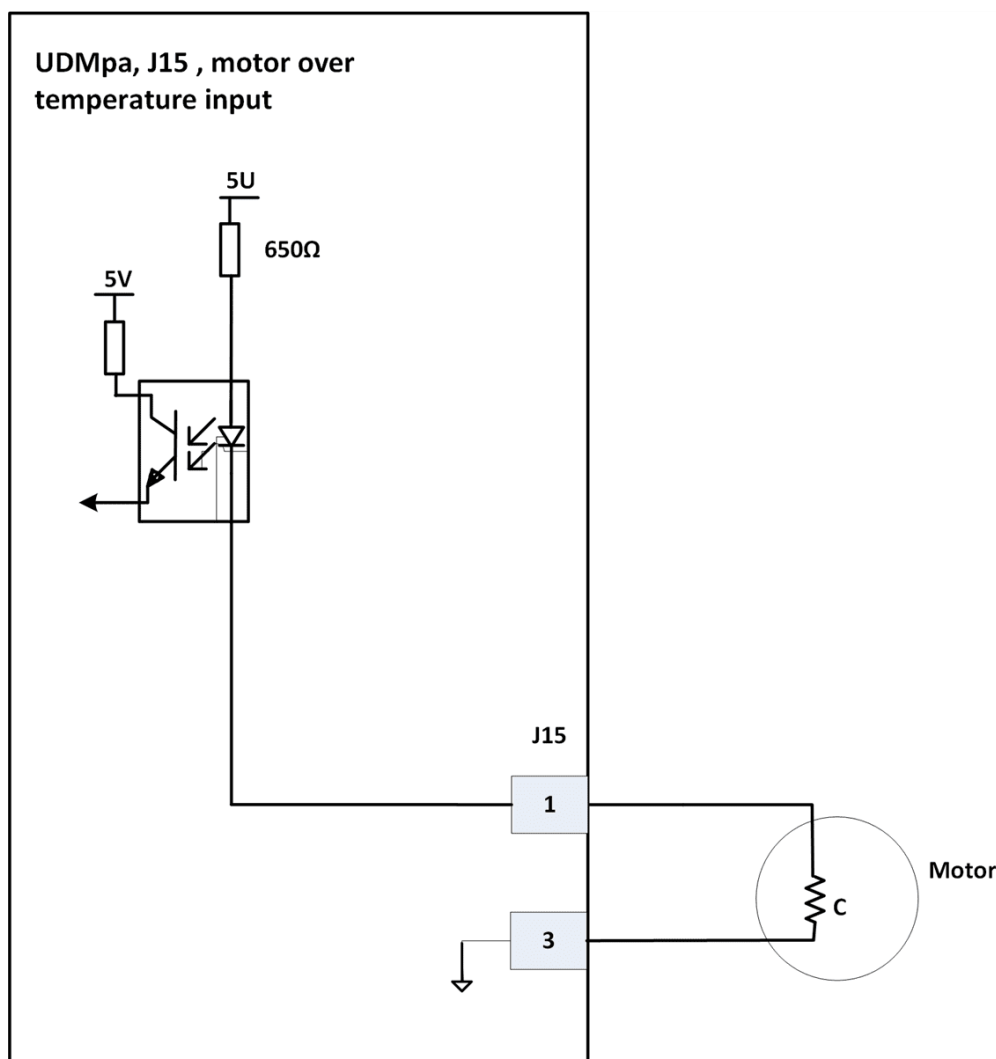 UDMpa, J15 , motor over
temperature input
5U
650Ω
5V
J15
1
Motor
C
3